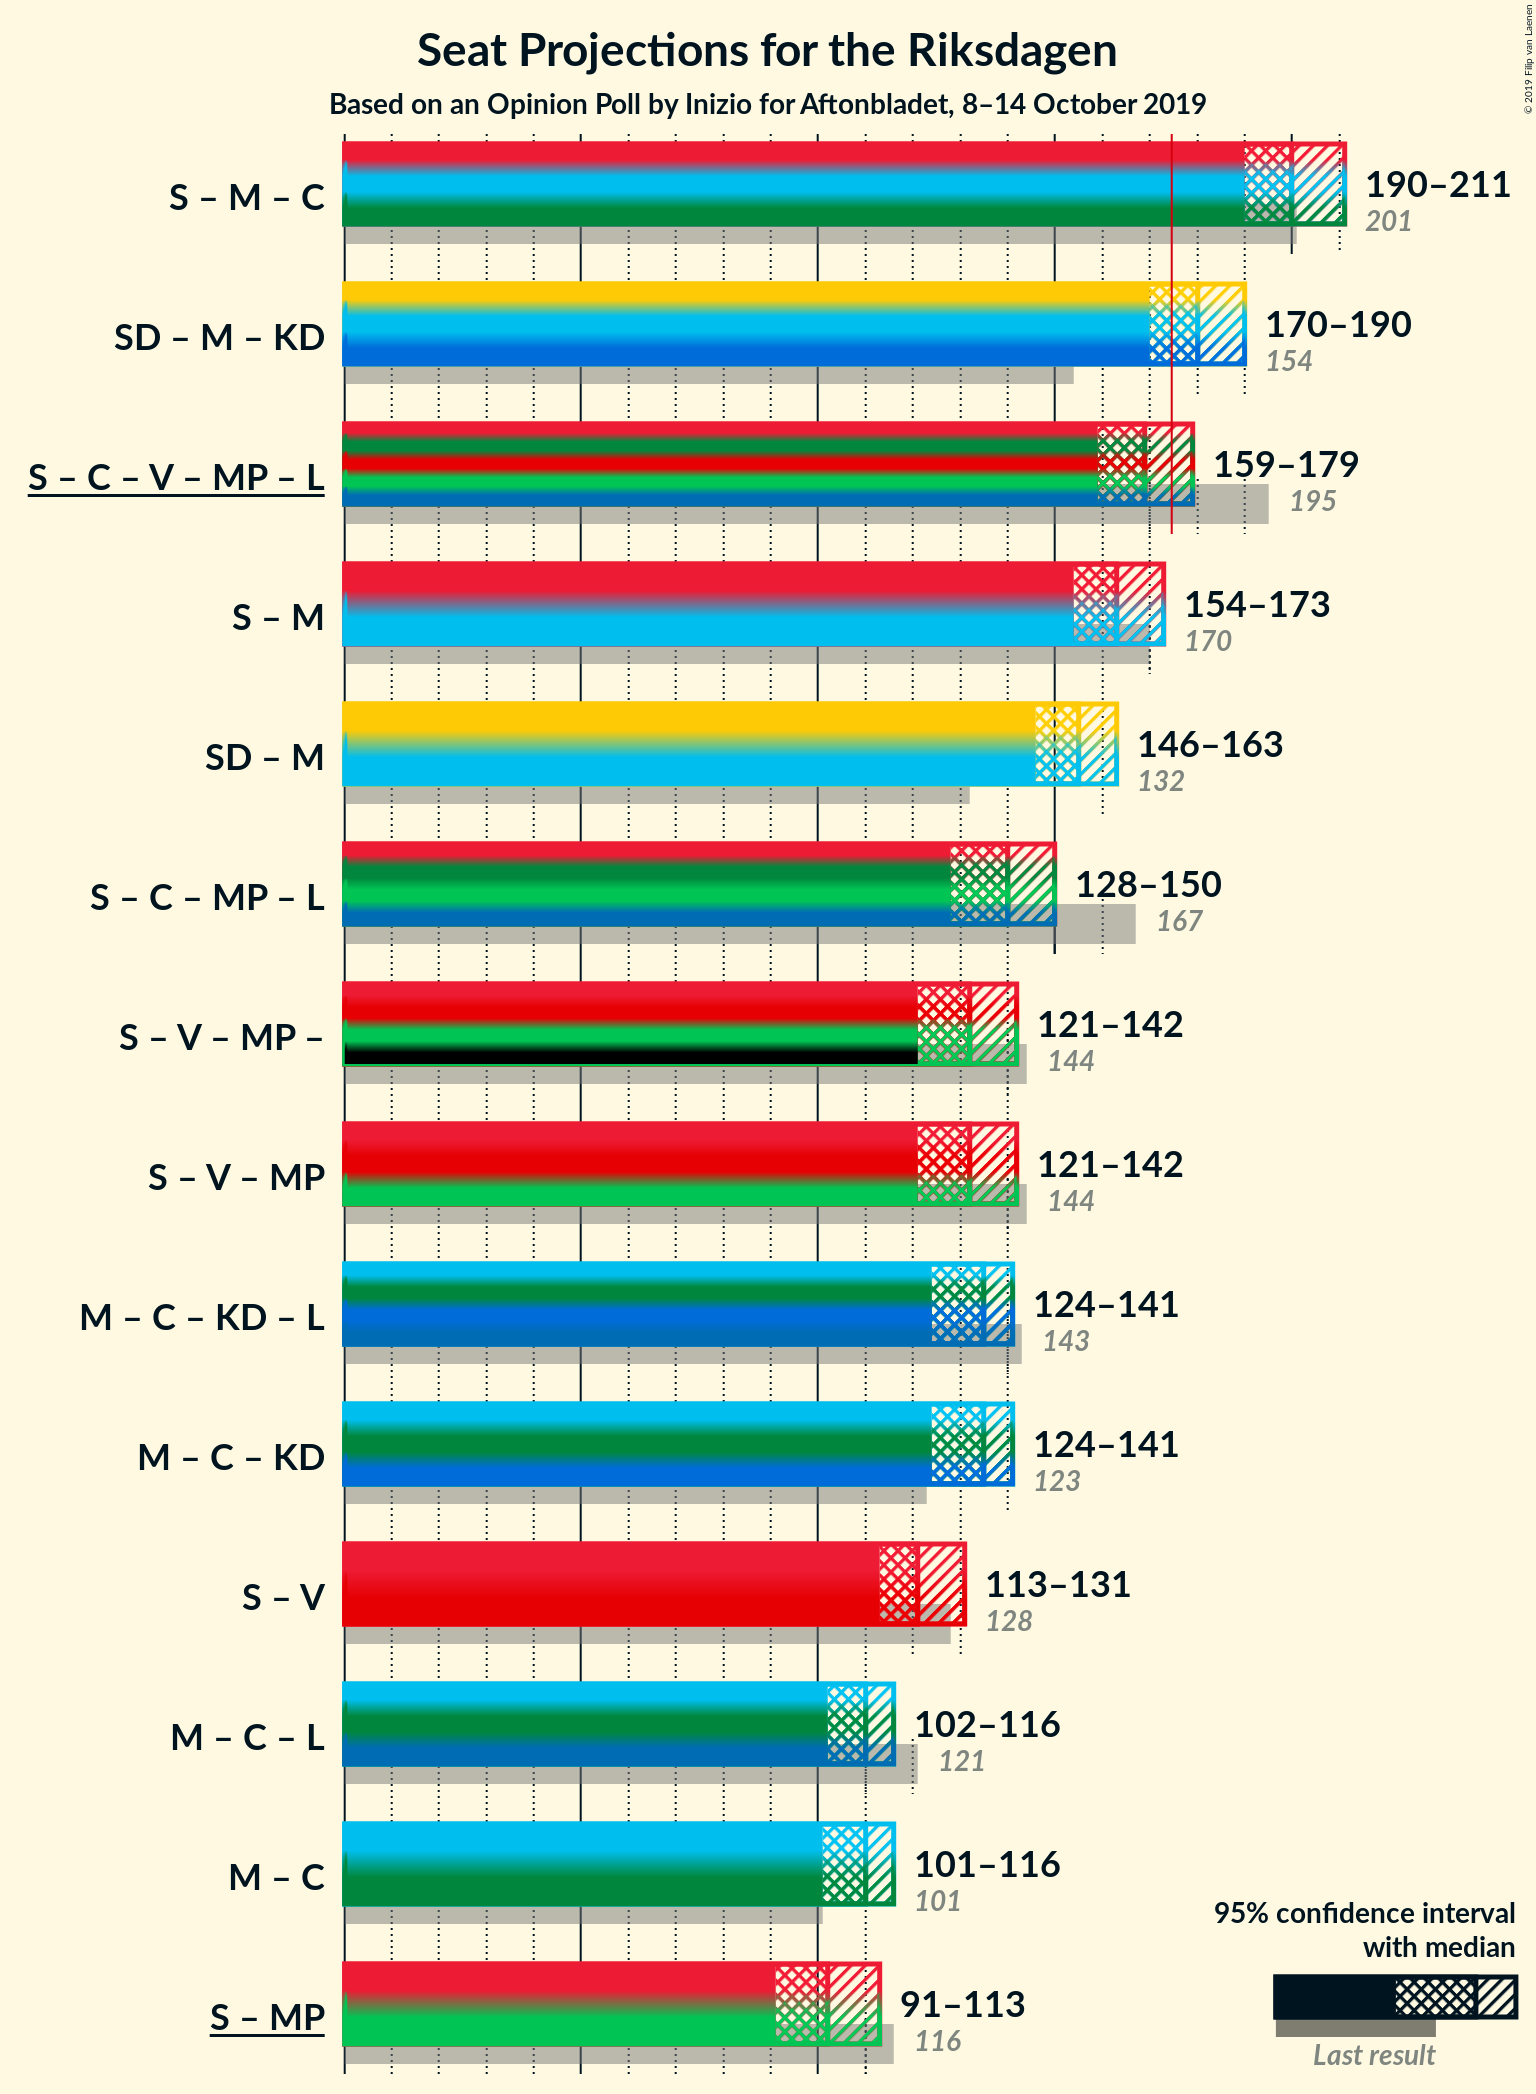 Seat Projections for the Riksdagen
Based on an Opinion Poll by Inizio for Aftonbladet, 8–14 October 2019
© 2019 Filip van Laenen
S – M – C
190–211
201
SD – M – KD
170–190
154
S – C – V – MP – L
159–179
195
S – M
154–173
170
SD – M
146–163
132
S – C – MP – L
128–150
167
S – V – MP –
121–142
144
S – V – MP
121–142
144
M – C – KD – L
124–141
143
M – C – KD
124–141
123
S – V
113–131
128
M – C – L
102–116
121
M – C
101–116
101
S – MP
91–113
116
95% confidence interval
with median
Last result